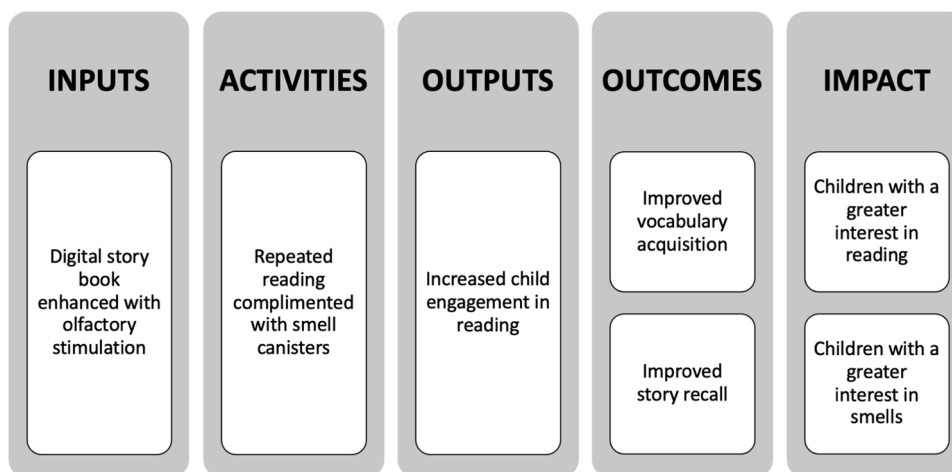 INPUTS
Digital story
book
enhanced with
olfactory
stimulation
ACTIVITIES
Repeated
reading
complimented
with smell
canisters
OUTPUTS
Increased child
engagement in
reading
OUTCOMES
Improved
vocabulary
acquisition
Improved
story recall
IMPACT
Children with a
greater
interest in
reading
Children with a
greater
interest in
smells